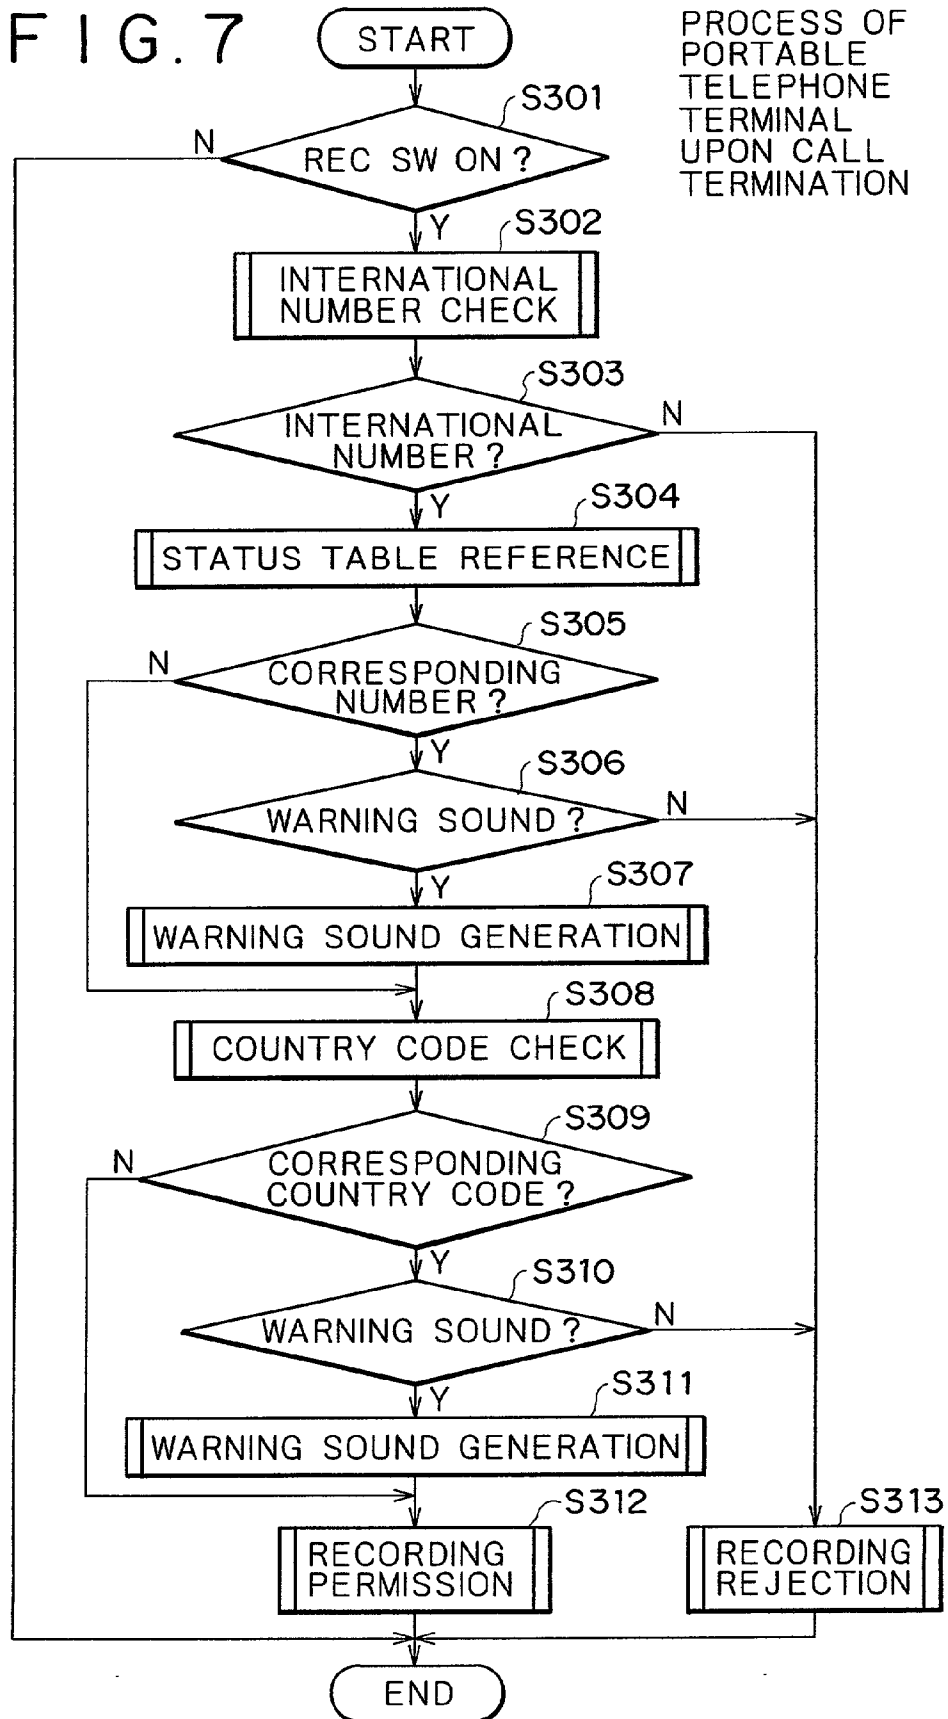 FIG.7
START
PROCESS OF
PORTABLE
TELEPHONE
TERMINAL
UPON CALL
TERMINATION
S301
N
REC SW ON?
Y
S302
INTERNATIONAL
NUMBER CHECK
S303
INTERNATIONAL
NUMBER?
N
Y
S304
STATUS TABLE REFERENCE
S305
N
CORRESPONDING
NUMBER?
Y
S306
WARNING SOUND?
N
Y
S307
WARNING SOUND GENERATION
S308
COUNTRY CODE CHECK
S309
N
CORRESPONDING
COUNTRY CODE?
Y
S310
WARNING SOUND?
N
Y
S311
WARNING SOUND GENERATION
S312
RECORDING
PERMISSION
S313
RECORDING
REJECTION
END